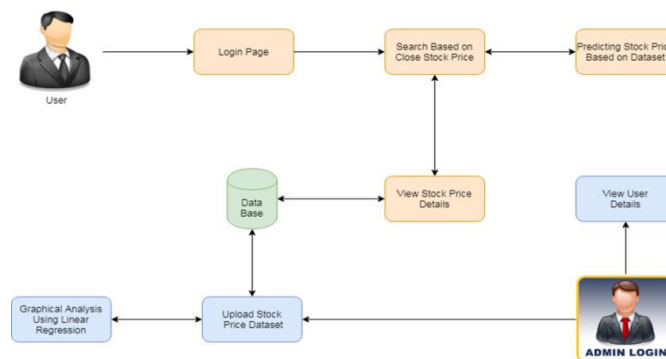 User
Login Page
Search Based on
Close Stock Price
Predicting Stock Pric
Based on Dataset
Data
Base
View Stock Price
Details
View User
Details
Graphical Analysis
Using Linear
Regression
Upload Stock
Price Dataset
ADMIN LOGIN